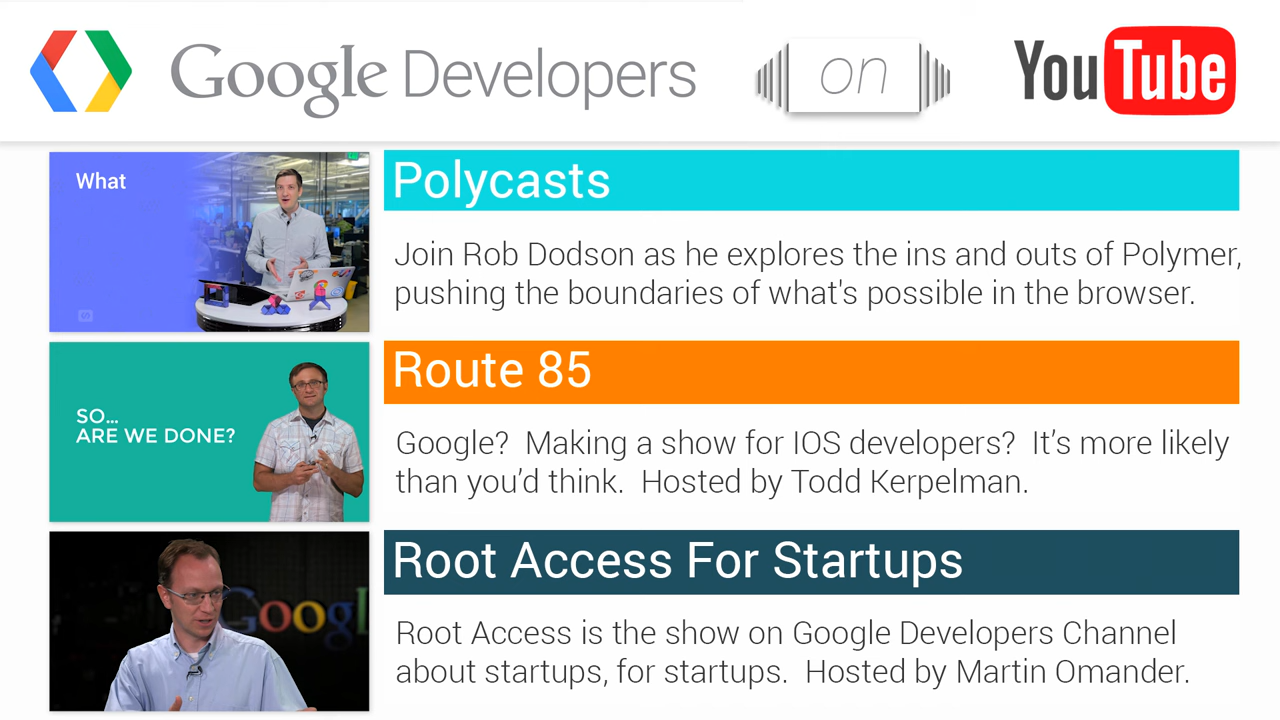 Google Developers on YouTube
What
Polycasts
Join Rob Dodson as he explores the ins and outs of Polymer,
pushing the boundaries of what's possible in the browser.
SO...
ARE WE DONE?
Route 85
Google?  Making a show for IOS developers?  It’s more likely
than you’d think.  Hosted by Todd Kerpelman.
Google
Root Access For Startups
Root Access is the show on Google Developers Channel
about startups, for startups.  Hosted by Martin Omander.